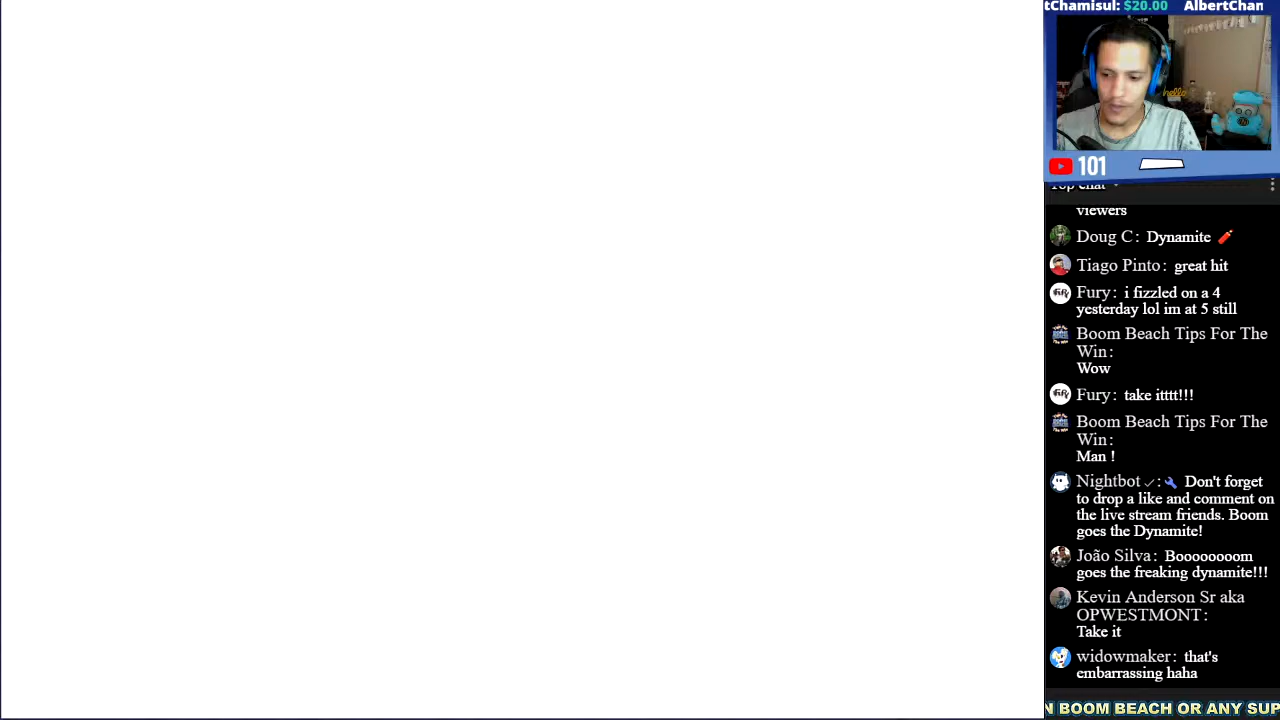 tChamisul: $20.00 AlbertChan
hello
101
Top chat
viewers
Doug C: Dynamite 🧨
Tiago Pinto: great hit
Fury: i fizzled on a 4
yesterday lol im at 5 still
Boom Beach Tips For The
Win:
Wow
Fury: take itttt!!!
Boom Beach Tips For The
Win:
Man !
Nightbot ✓: Don't forget
to drop a like and comment on
the live stream friends. Boom
goes the Dynamite!
João Silva: Boooooooom
goes the freaking dynamite!!!
Kevin Anderson Sr aka
OPWESTMONT:
Take it
widowmaker: that's
embarrassing haha
N BOOM BEACH OR ANY SUP